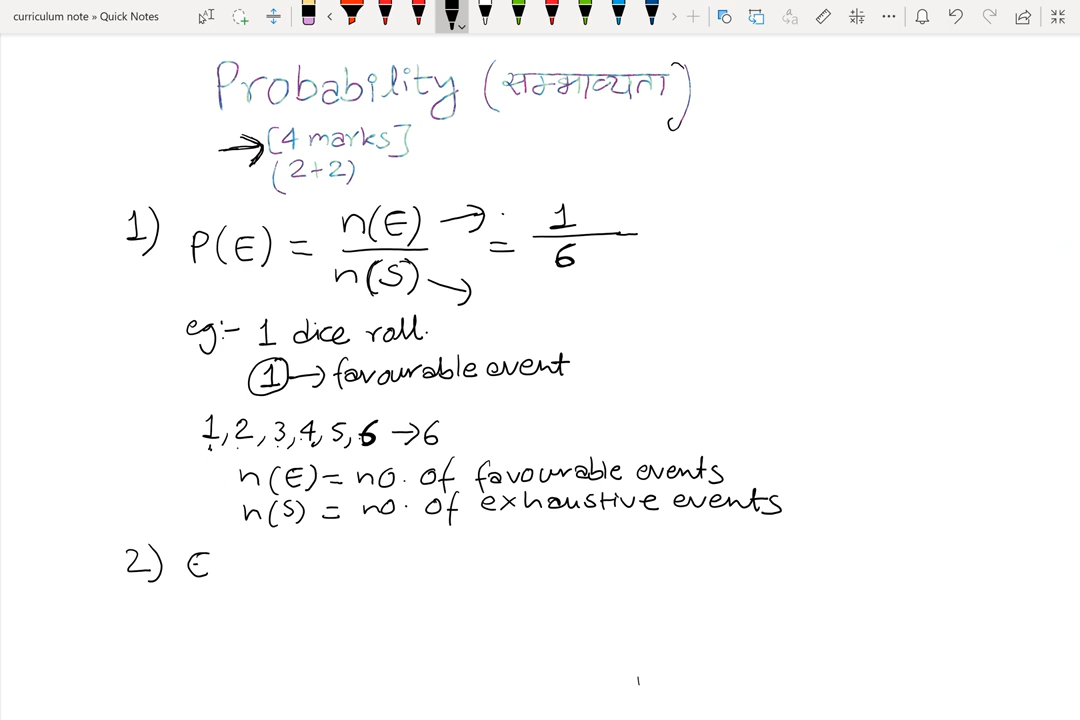 curriculum note » Quick Notes
Probability (सम्भाव्यता)
→ [4 marks]
(2+2)
1) P(E) = n(E)/n(S) → = 1/6
eg:- 1 dice roll.
1 → favourable event
1, 2, 3, 4, 5, 6 → 6
n(E) = no. of favourable events
n(S) = no. of exhaustive events
2) E